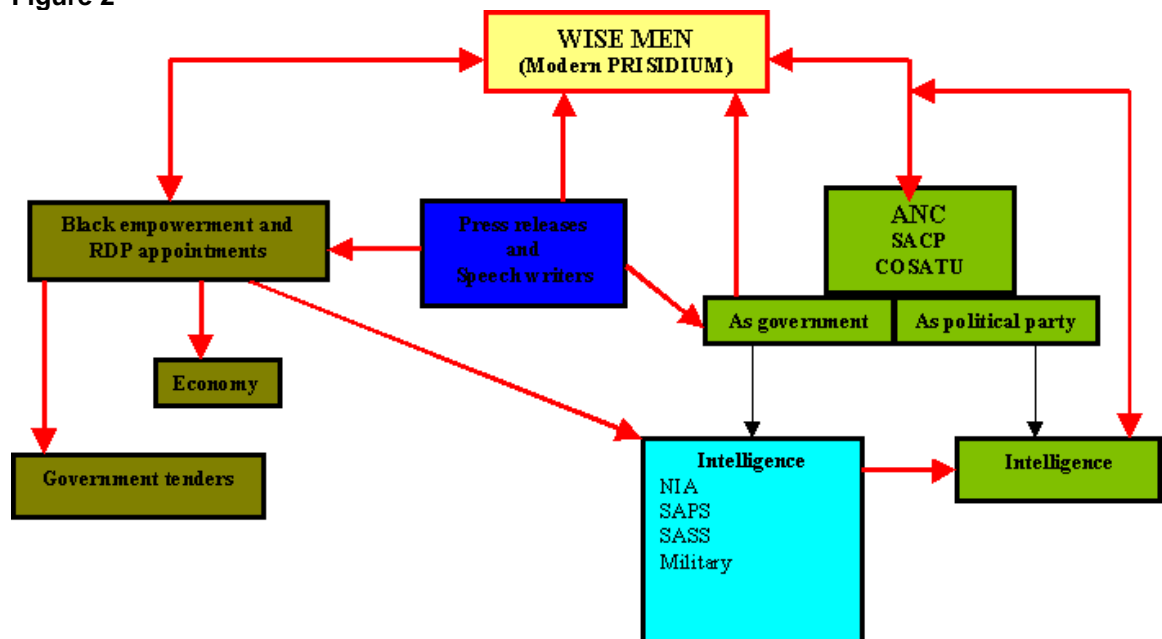 Figure 2
WISE MEN
(Modern PRISIDIUM)
Black empowerment and
RDP appointments
Press releases
and
Speech writers
ANC
SACP
COSATU
As government
As political party
Economy
Government tenders
Intelligence
NIA
SAPS
SASS
Military
Intelligence